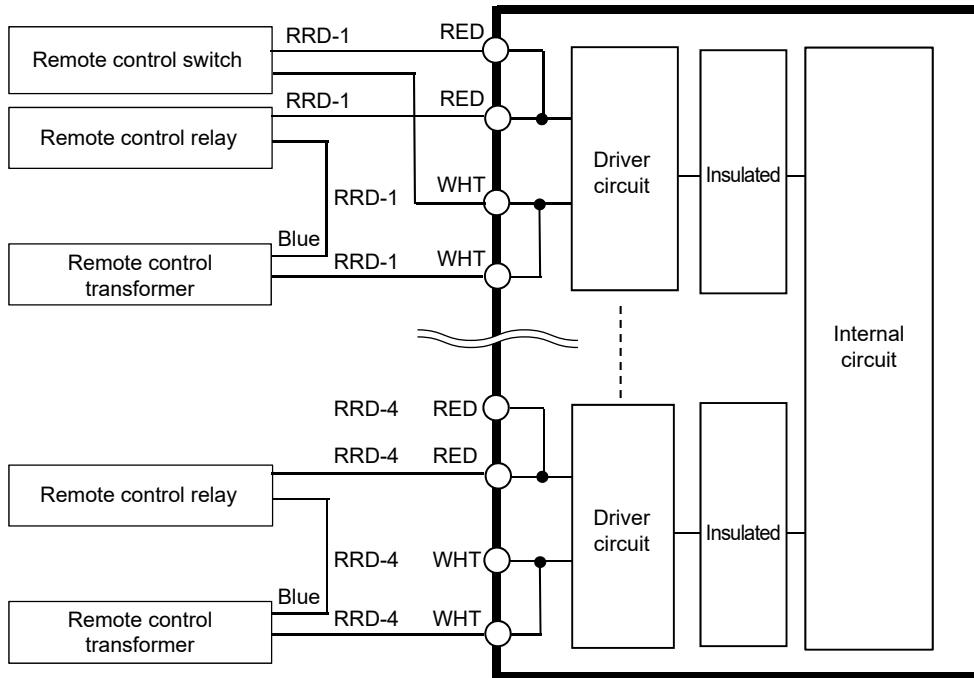 RRD-1 RED
Remote control switch
RRD-1 RED
Remote control relay
Driver
circuit
Insulated
RRD-1 WHT
Blue
Remote control
transformer
RRD-1 WHT
Internal
circuit
RRD-4 RED
RRD-4 RED
Remote control relay
Driver
circuit
Insulated
RRD-4 WHT
Blue
Remote control
transformer
RRD-4 WHT